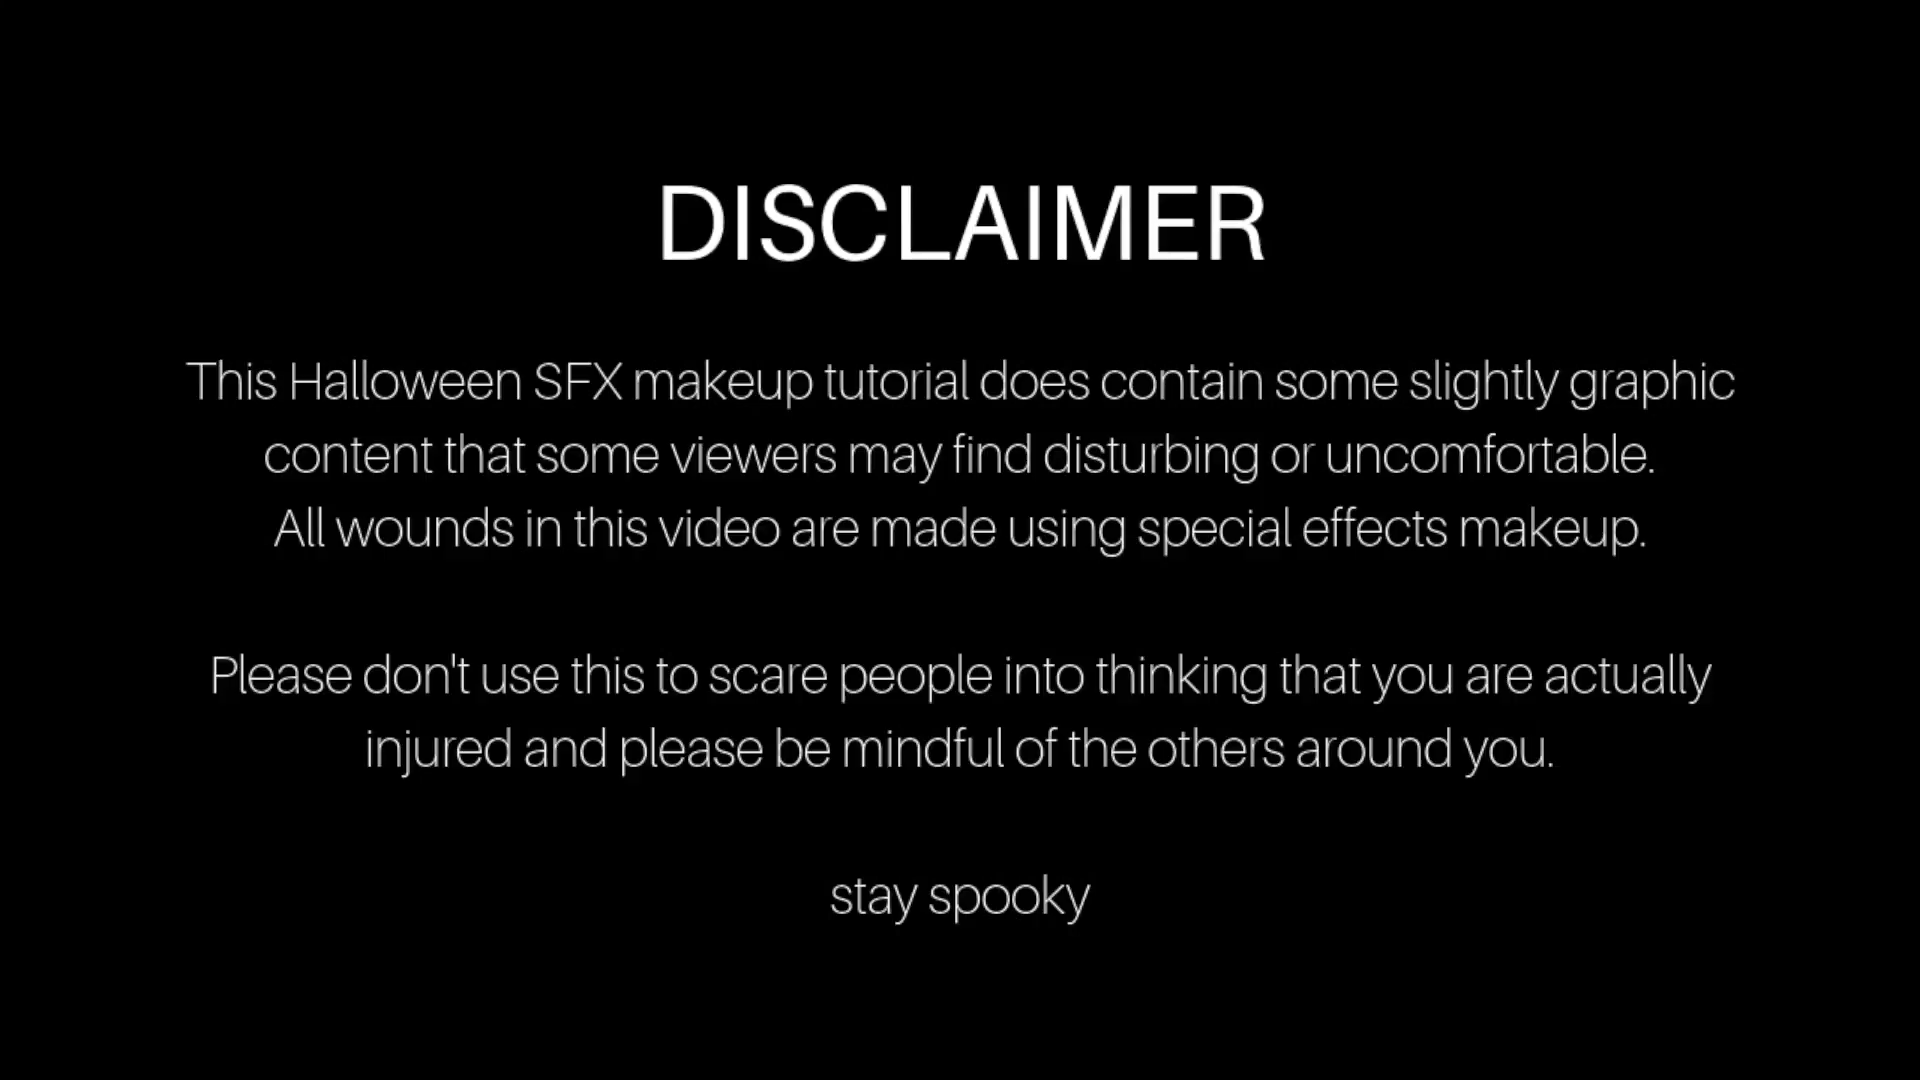 DISCLAIMER
This Halloween SFX makeup tutorial does contain some slightly graphic
content that some viewers may find disturbing or uncomfortable.
All wounds in this video are made using special effects makeup.
Please don't use this to scare people into thinking that you are actually
injured and please be mindful of the others around you.
stay spooky